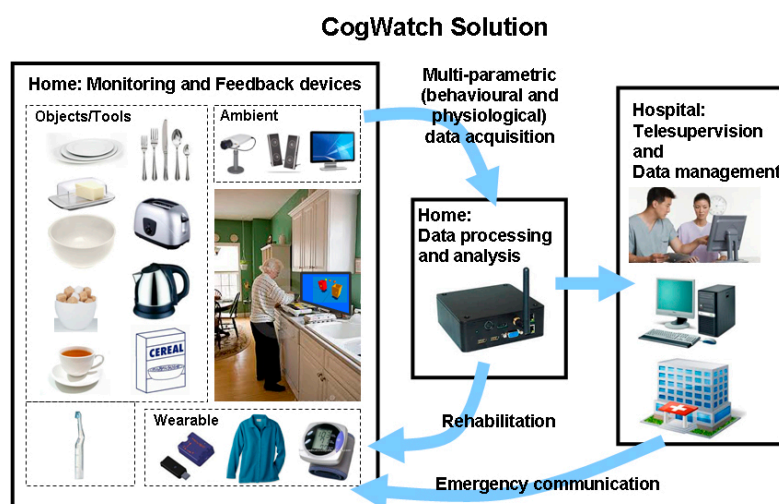 CogWatch Solution
Home: Monitoring and Feedback devices
Objects/Tools
Ambient
CEREAL
Wearable
Multi-parametric
(behavioural and
physiological)
data acquisition
Home:
Data processing
and analysis
Rehabilitation
Emergency communication
Hospital:
Telesupervision
and
Data management